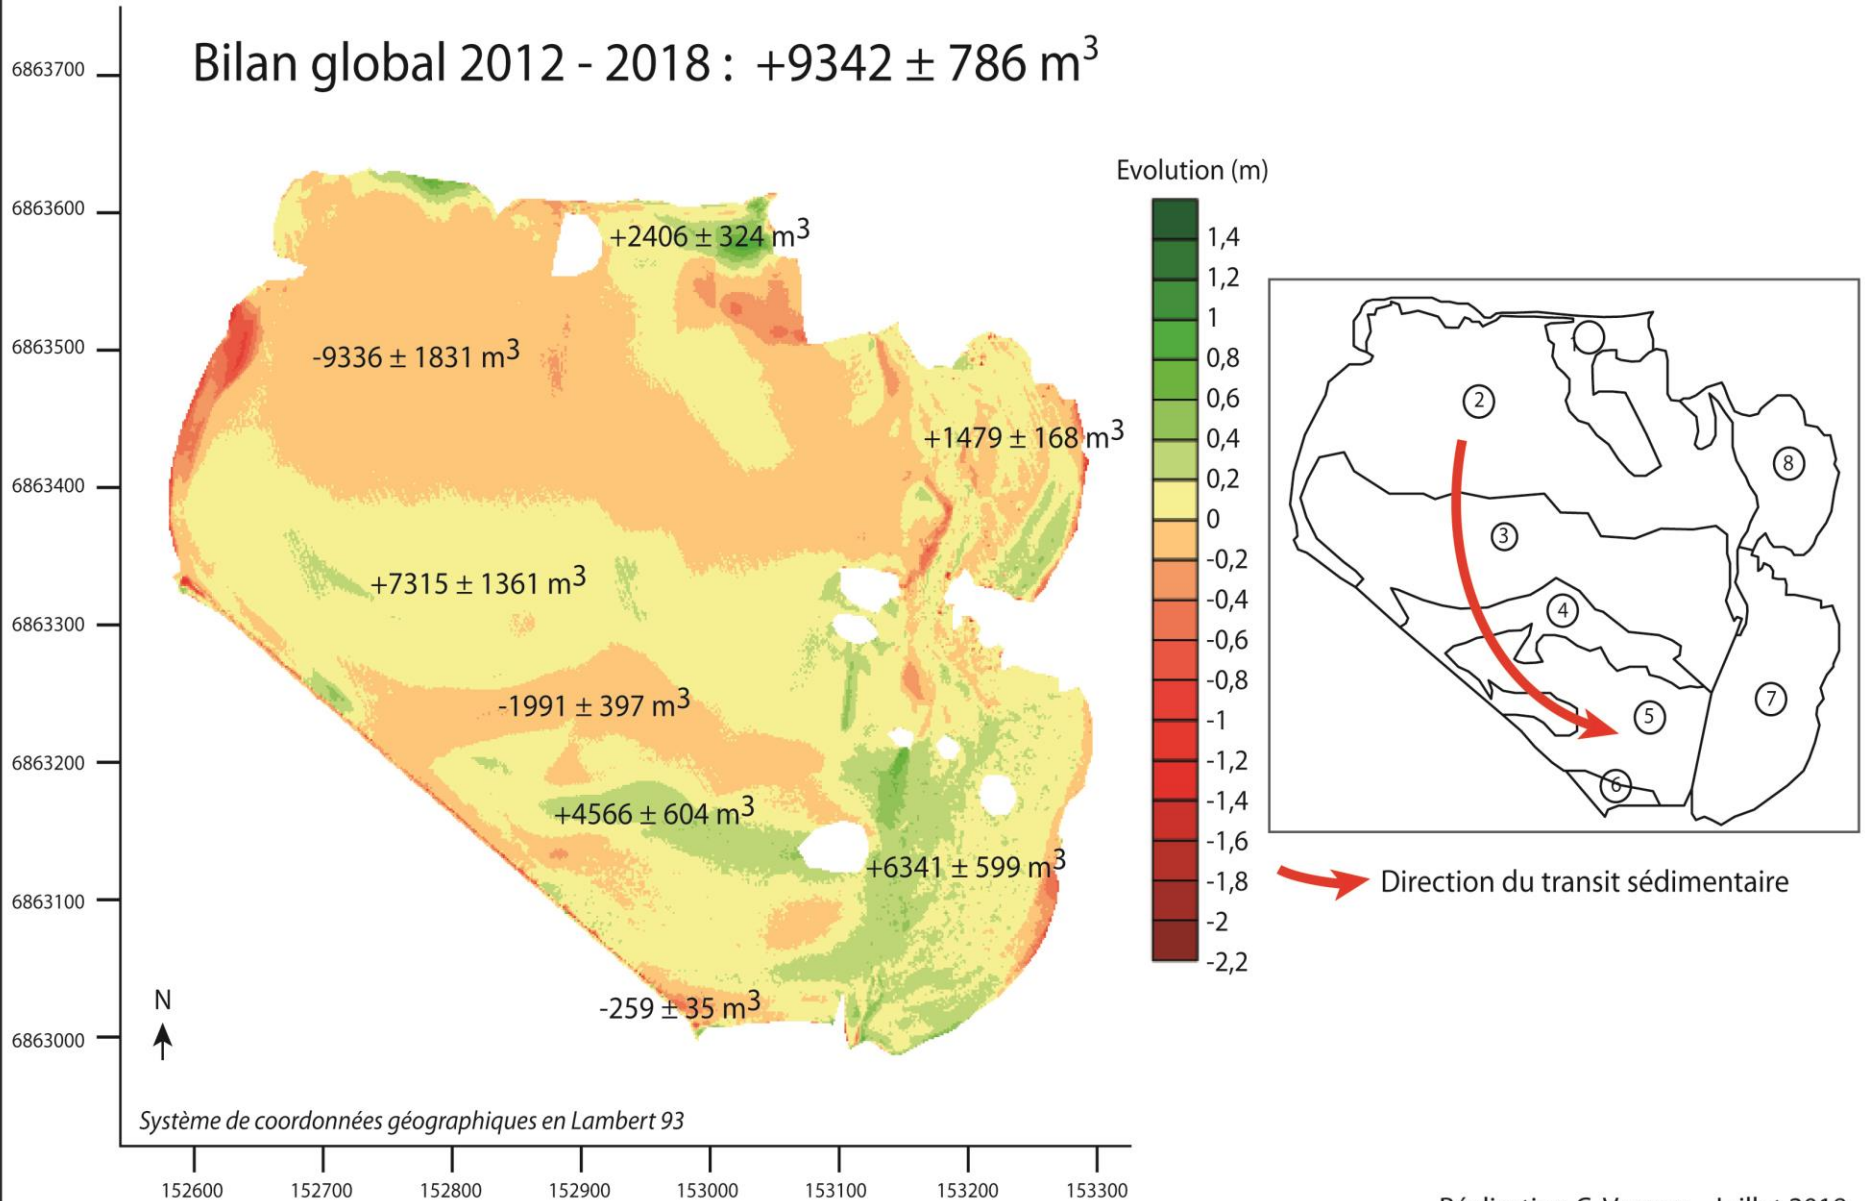 Bilan global 2012 - 2018 : +9342 ± 786 m³
6863700
6863600
6863500
6863400
6863300
6863200
6863100
6863000
+2406 ± 324 m³
-9336 ± 1831 m³
+1479 ± 168 m³
+7315 ± 1361 m³
-1991 ± 397 m³
+4566 ± 604 m³
+6341 ± 599 m³
-259 ± 35 m³
N
Système de coordonnées géographiques en Lambert 93
152600 152700 152800 152900 153000 153100 153200 153300
Evolution (m)
1,4
1,2
1
0,8
0,6
0,4
0,2
0
-0,2
-0,4
-0,6
-0,8
-1
-1,2
-1,4
-1,6
-1,8
-2
-2,2
2
8
3
4
7
5
6
Direction du transit sédimentaire